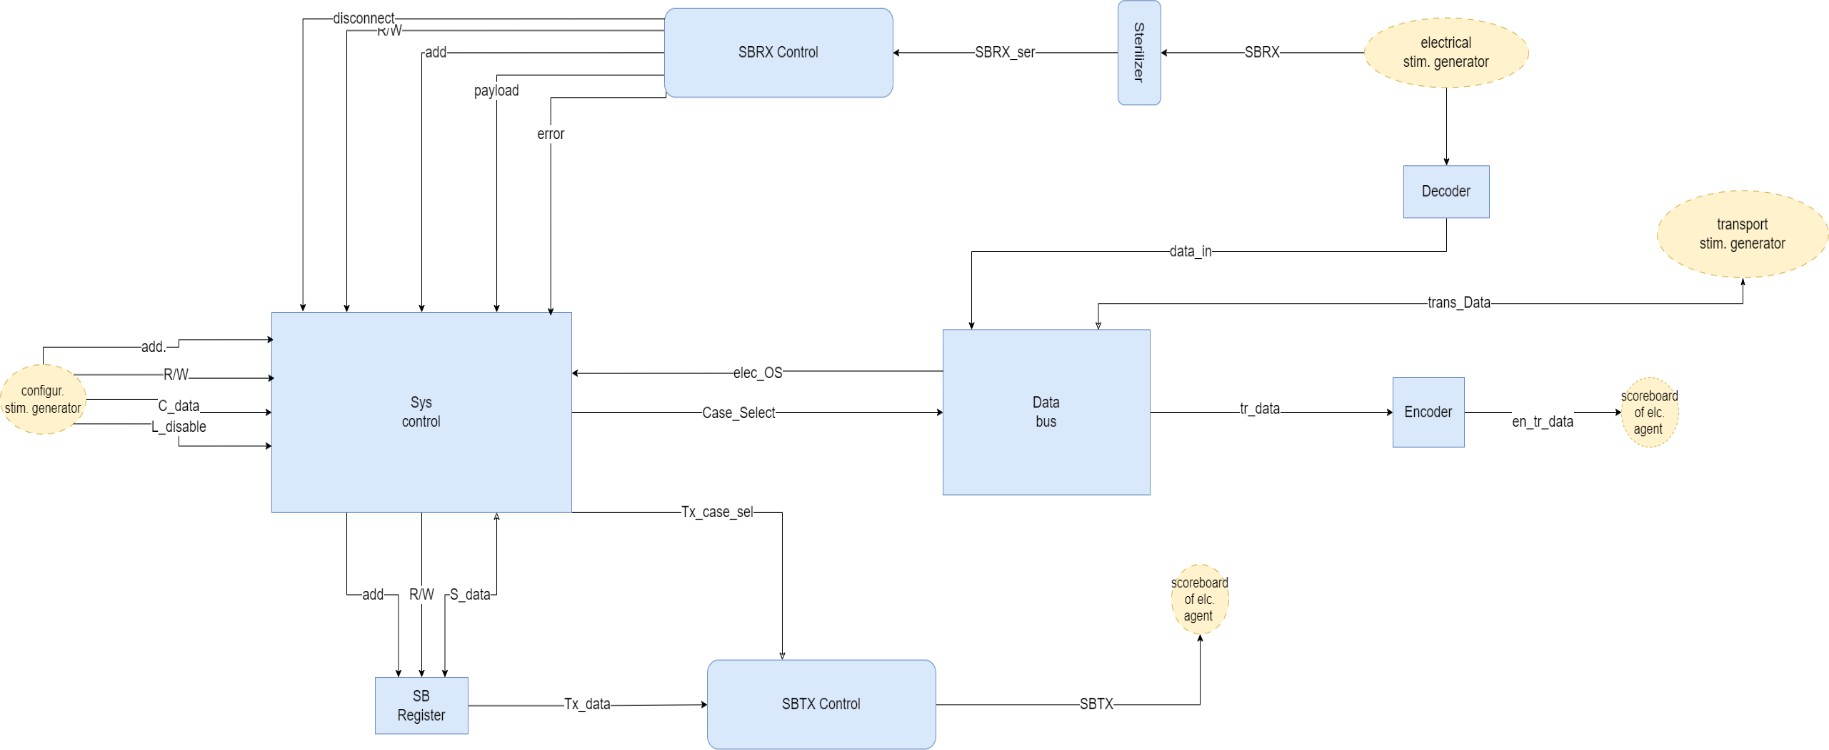 disconnect
R/W
add
payload
error
SBRX Control
SBRX_ser
Sterilizer
SBRX
electrical
stim. generator
Decoder
data_in
transport
stim. generator
trans_Data
add.
R/W
C_data
L_disable
configur.
stim. generator
Sys
control
elec_OS
Case_Select
Data
bus
tr_data
Encoder
en_tr_data
scoreboard
of elc.
agent
Tx_case_sel
add
R/W
S_data
scoreboard
of elc.
agent
SB
Register
Tx_data
SBTX Control
SBTX